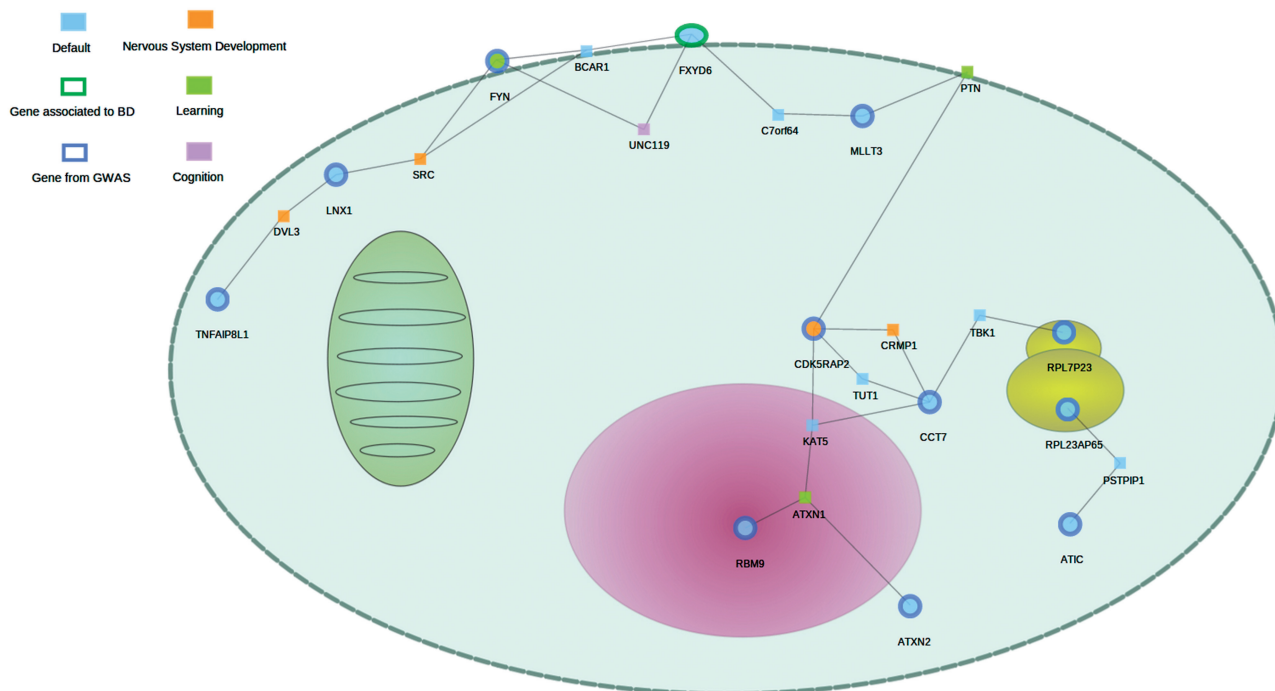 Default
Nervous System Development
Gene associated to BD
Learning
Gene from GWAS
Cognition
FYN
BCAR1
FXYD6
PTN
C7orf64
UNC119
MLLT3
SRC
LNX1
DVL3
TNFAIP8L1
CDK5RAP2
CRMP1
TBK1
RPL7P23
TUT1
KAT5
CCT7
RPL23AP65
PSTPIP1
ATXN1
RBM9
ATIC
ATXN2